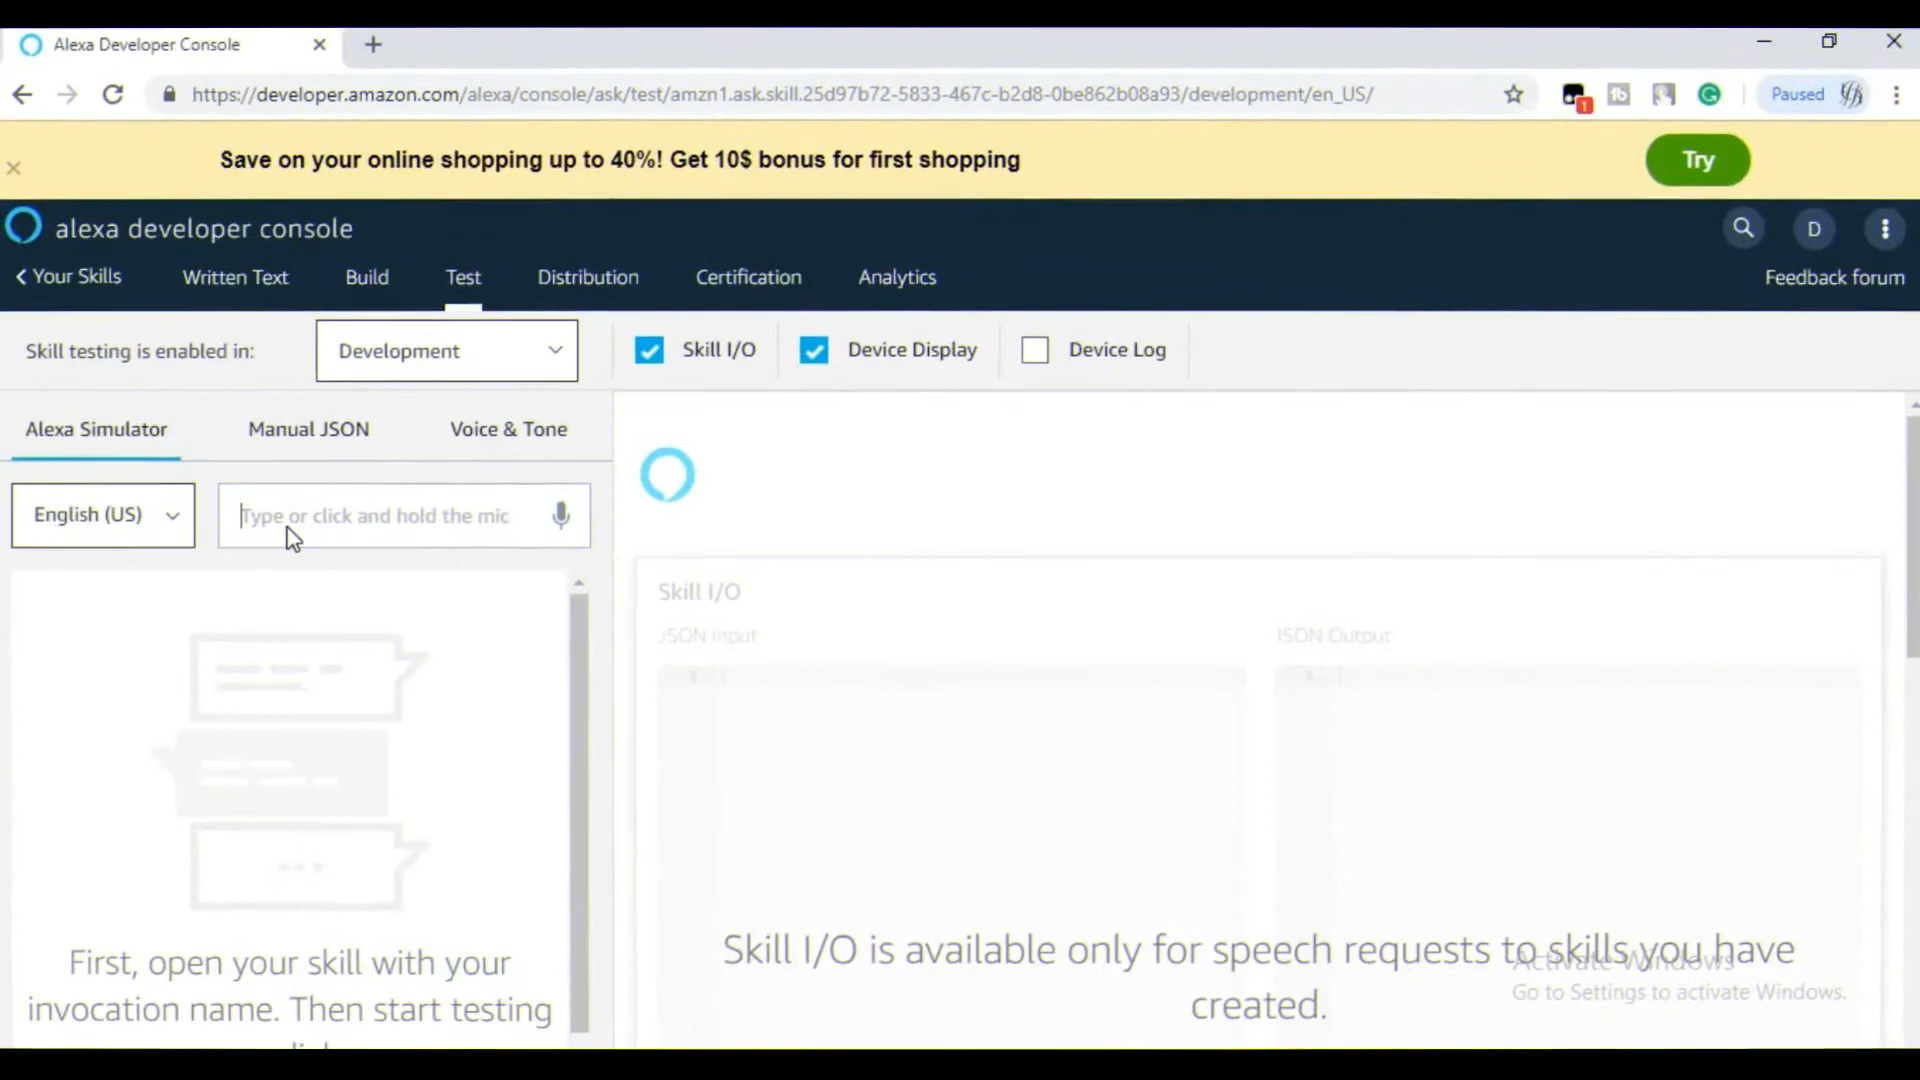 Alexa Developer Console
https://developer.amazon.com/alexa/console/ask/test/amzn1.ask.skill.25d97b72-5833-467c-b2d8-0be862b08a93/development/en_US/
1
Paused
Save on your online shopping up to 40%! Get 10$ bonus for first shopping
Try
alexa developer console
D
Your Skills
Written Text
Build
Test
Distribution
Certification
Analytics
Feedback forum
Skill testing is enabled in:
Development
Skill I/O
Device Display
Device Log
Alexa Simulator
Manual JSON
Voice & Tone
English (US)
Type or click and hold the mic
First, open your skill with your
invocation name. Then start testing
Skill I/O
JSON Input
JSON Output
1
1
Skill I/O is available only for speech requests to skills you have
created.
Activate Windows
Go to Settings to activate Windows.